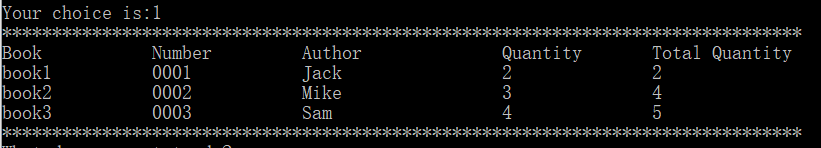 Your choice is:1
********************************************************************************
Book Number Author Quantity Total Quantity
book1 0001 Jack 2 2
book2 0002 Mike 3 4
book3 0003 Sam 4 5
********************************************************************************